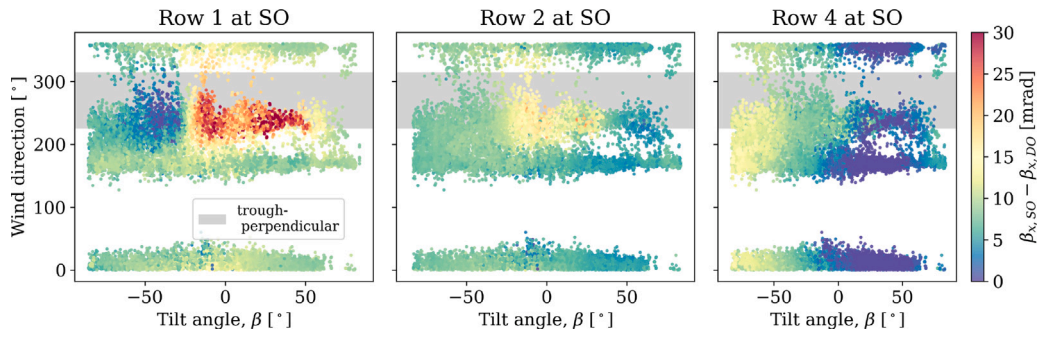 Row 1 at SO
Row 2 at SO
Row 4 at SO
Wind direction [°]
300
200
100
0
trough-
perpendicular
−50
0
50
−50
0
50
−50
0
50
Tilt angle, β [°]
Tilt angle, β [°]
Tilt angle, β [°]
30
25
20
15
10
5
0
βx,SO − βx,DO [mrad]